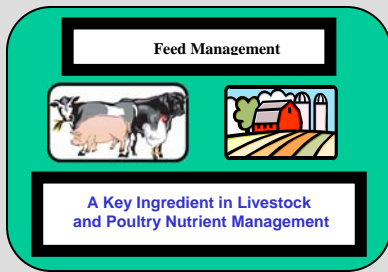 Feed Management
A Key Ingredient in Livestock
and Poultry Nutrient Management